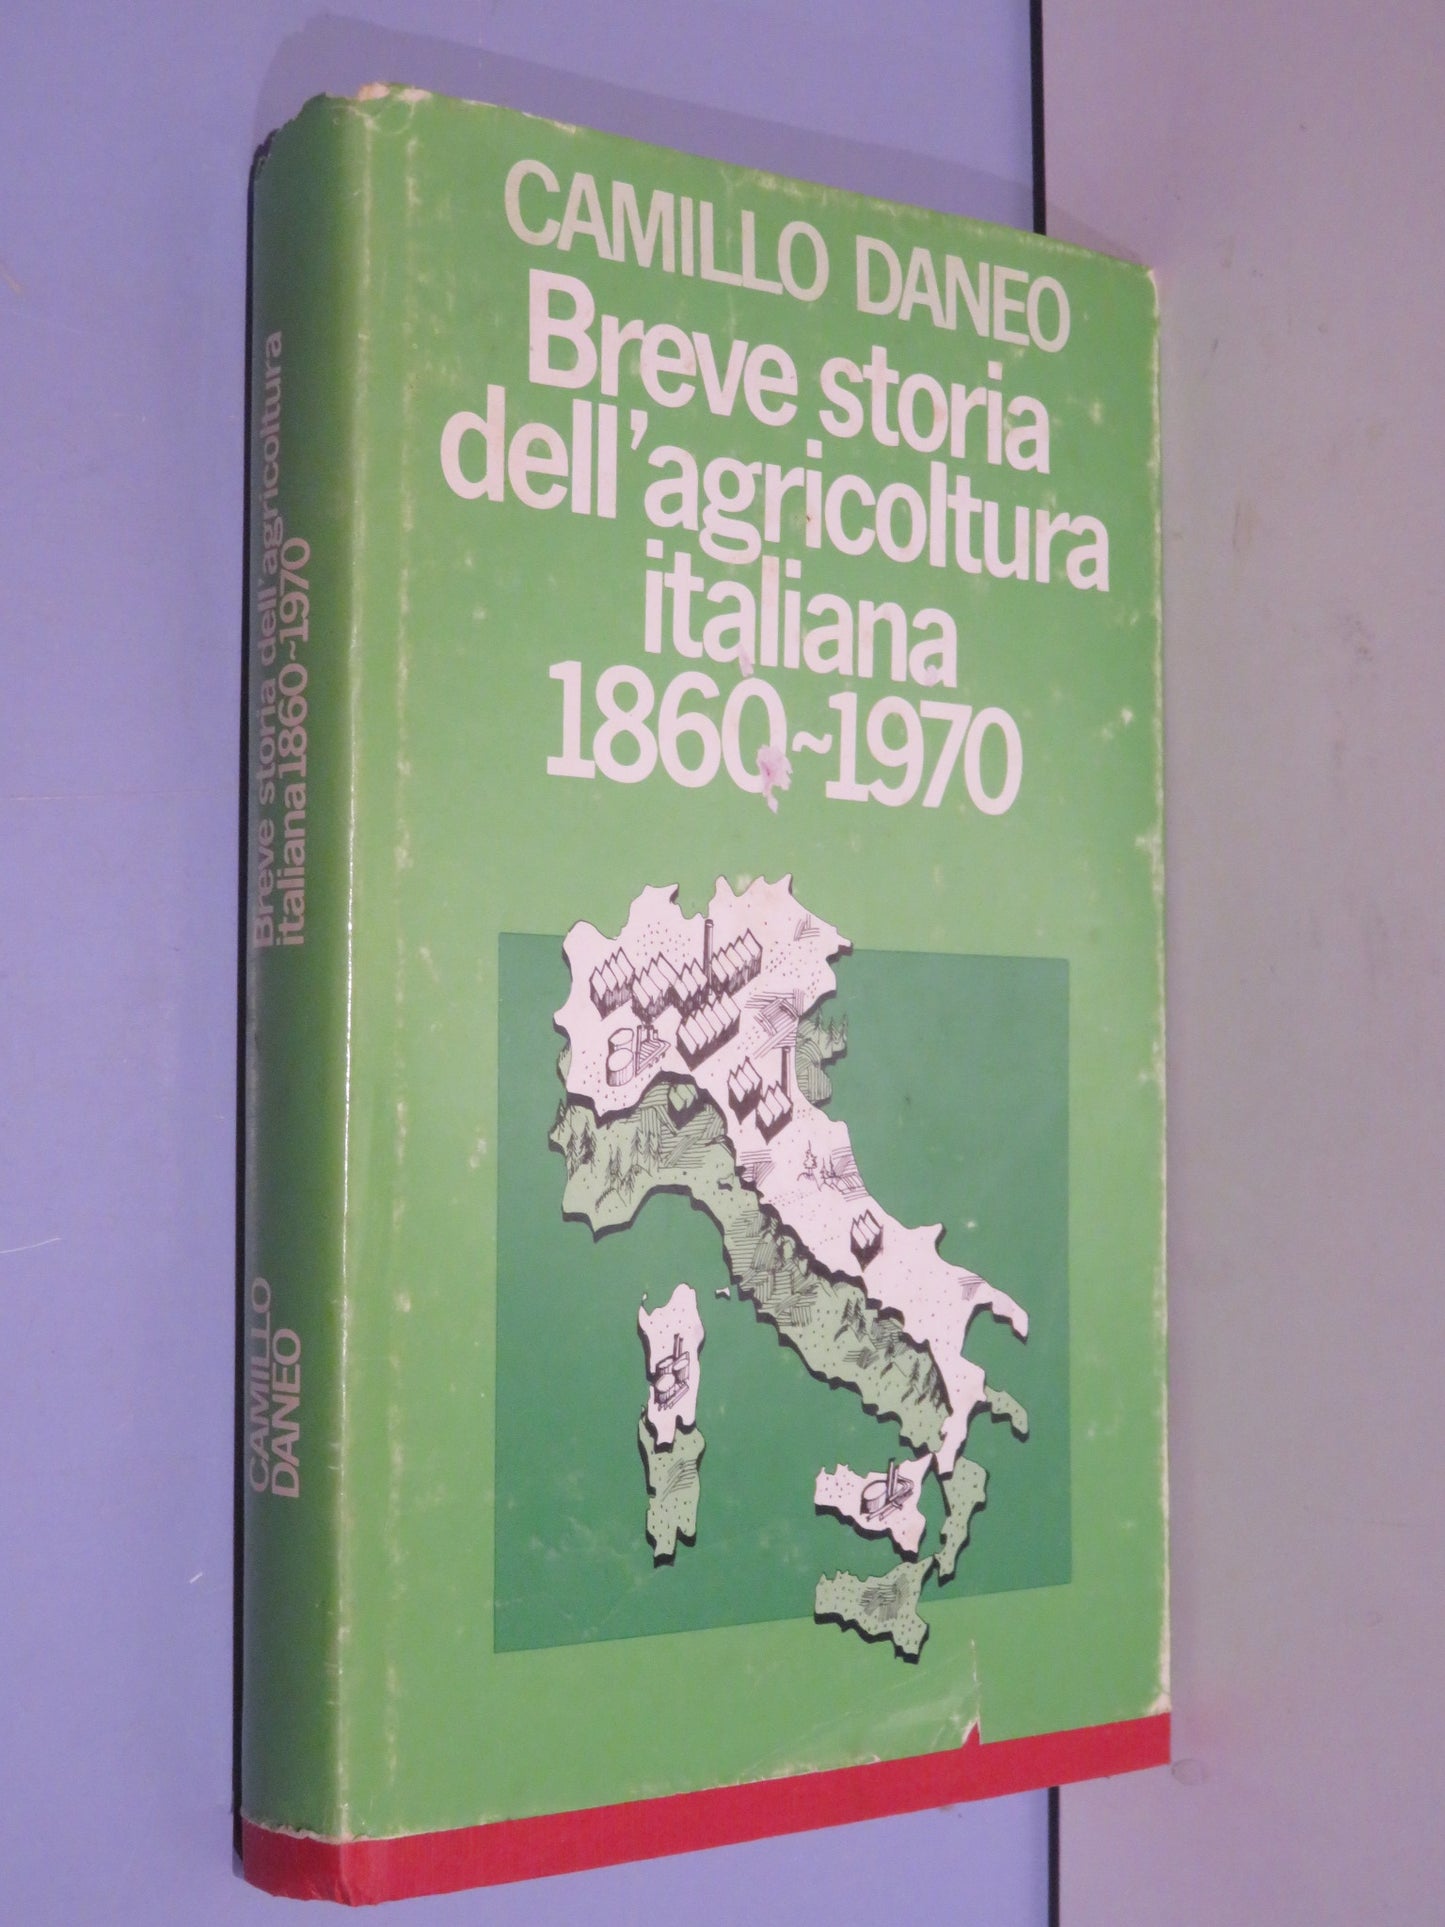 CAMILLO DANEO
Breve storia
dell'agricoltura
italiana
1860~1970
Breve storia dell'agricoltura
italiana 1860~1970
CAMILLO
DANEO